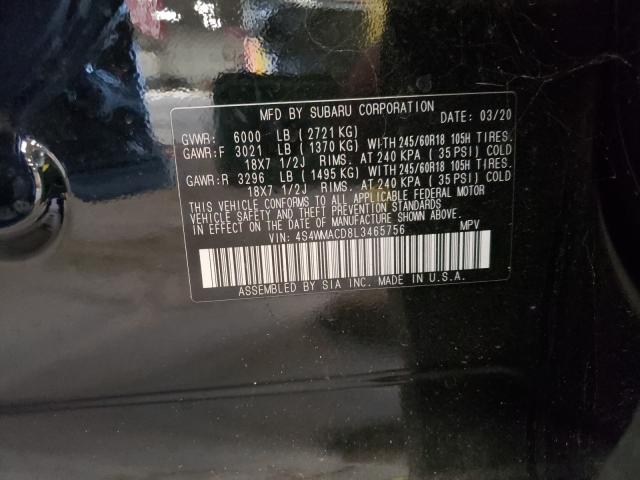 MFD BY SUBARU CORPORATION DATE: 03/20
GVWR: 6000 LB (2721 KG)
GAWR:F 3021 LB (1370 KG) WITH 245/60R18 105H TIRES.
18X7 1/2J RIMS. AT 240 KPA (35 PSI) COLD
GAWR:R 3296 LB (1495 KG) WITH 245/60R18 105H TIRES.
18X7 1/2J RIMS. AT 240 KPA (35 PSI) COLD
THIS VEHICLE CONFORMS TO ALL APPLICABLE FEDERAL MOTOR
VEHICLE SAFETY AND THEFT PREVENTION STANDARDS
IN EFFECT ON THE DATE OF MANUFACTURE SHOWN ABOVE.
VIN: 4S4WMACD8L3465756 MPV
ASSEMBLED BY SIA INC. MADE IN U.S.A.